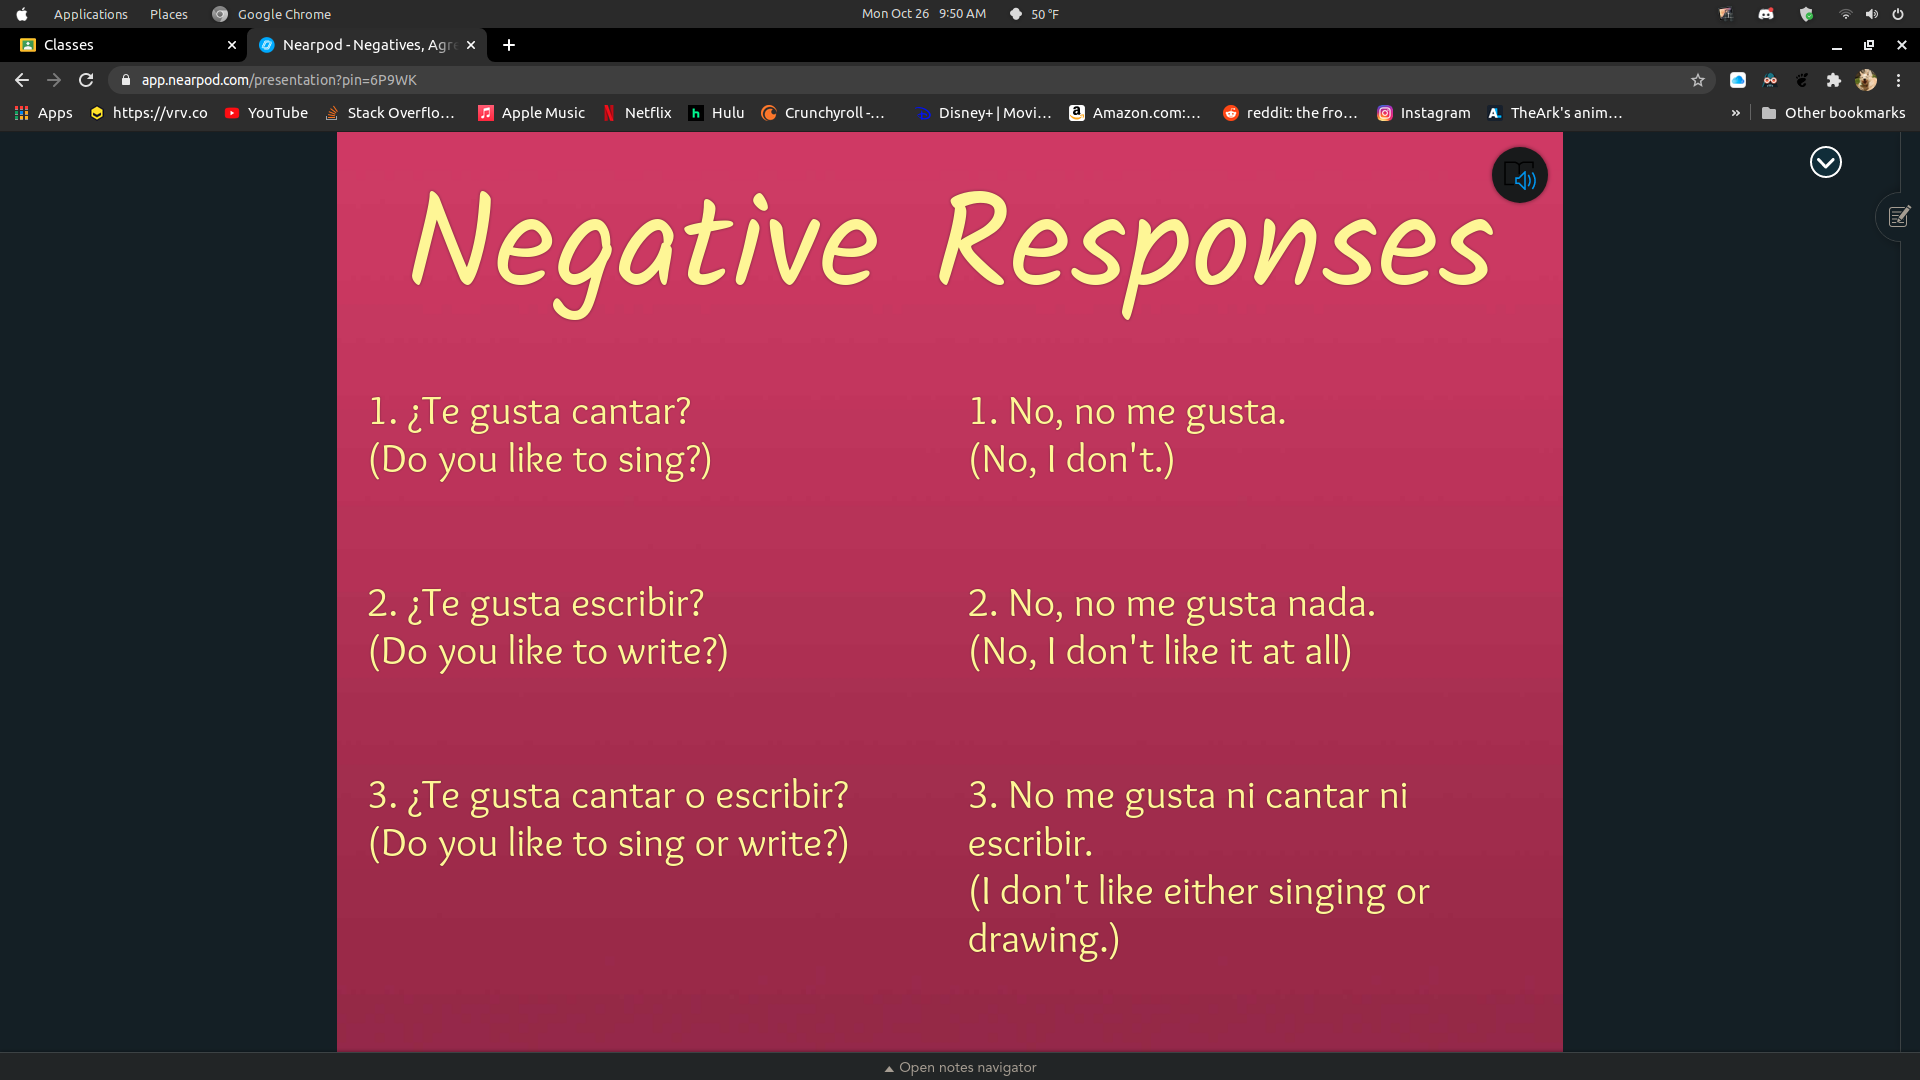 Applications Places Google Chrome Mon Oct 26 9:50 AM 50 °F
Classes Nearpod - Negatives, Agre
app.nearpod.com/presentation?pin=6P9WK
Apps https://vrv.co YouTube Stack Overflo... Apple Music Netflix Hulu Crunchyroll -... Disney+ | Movi... Amazon.com:... reddit: the fro... Instagram TheArk's anim... » Other bookmarks
Negative Responses
1. ¿Te gusta cantar?
(Do you like to sing?)
1. No, no me gusta.
(No, I don't.)
2. ¿Te gusta escribir?
(Do you like to write?)
2. No, no me gusta nada.
(No, I don't like it at all)
3. ¿Te gusta cantar o escribir?
(Do you like to sing or write?)
3. No me gusta ni cantar ni
escribir.
(I don't like either singing or
drawing.)
Open notes navigator